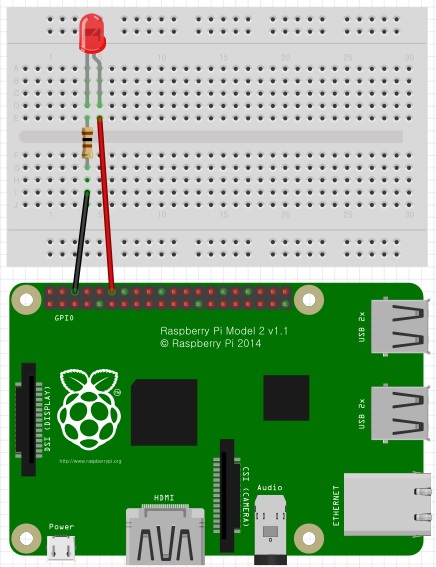 1 5 10 15 20 25 30
A
B
C
D
E
F
G
H
I
J
1 5 10 15 20 25 30
GPIO
Raspberry Pi Model 2 v1.1
© Raspberry Pi 2014
USB 2x
DSI (DISPLAY)
TM
http://www.raspberrypi.org
USB 2x
CSI (CAMERA)
HDMI
Audio
ETHERNET
Power